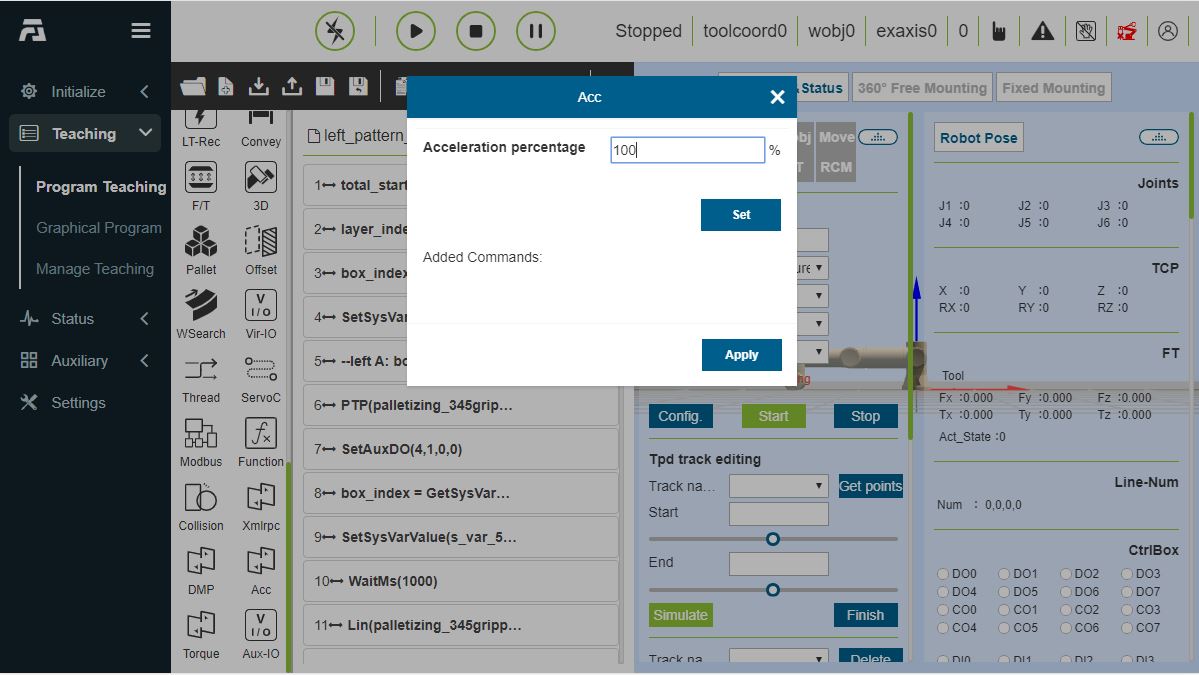 Stopped toolcoord0 wobj0 exaxis0 0
Initialize
Teaching
Program Teaching
Graphical Program
Manage Teaching
Status
Auxiliary
Settings
LT-Rec Convey
F/T 3D
Pallet Offset
WSearch Vir-IO
Thread ServoC
Modbus Function
Collision Xmlrpc
DMP Acc
Torque Aux-IO
left_pattern_
1 total_start
2 layer_inde
3 box_index
4 SetSysVar
5 --left A: bo
6 PTP(palletizing_345grip…
7 SetAuxDO(4,1,0,0)
8 box_index = GetSysVar…
9 SetSysVarValue(s_var_5…
10 WaitMs(1000)
11 Lin(palletizing_345gripp…
Acc
Acceleration percentage 100 %
Set
Added Commands:
Apply
Status 360° Free Mounting Fixed Mounting
bj Move
T RCM
Config. Start Stop
Tpd track editing
Track na… Get points
Start
End
Simulate Finish
Track na Delete
Robot Pose
Joints
J1 :0 J2 :0 J3 :0
J4 :0 J5 :0 J6 :0
TCP
X :0 Y :0 Z :0
RX :0 RY :0 RZ :0
FT
Tool
Fx :0.000 Fy :0.000 Fz :0.000
Tx :0.000 Ty :0.000 Tz :0.000
Act_State :0
Line-Num
Num : 0,0,0,0
CtrlBox
DO0 DO1 DO2 DO3
DO4 DO5 DO6 DO7
CO0 CO1 CO2 CO3
CO4 CO5 CO6 CO7
DI0 DI1 DI2 DI3